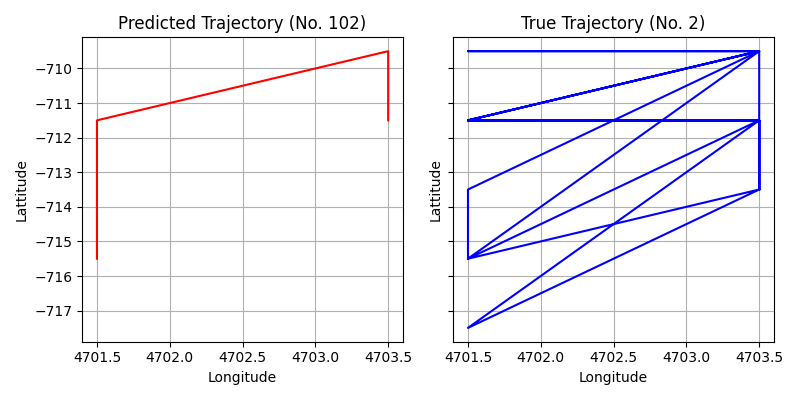 Predicted Trajectory (No. 102)
True Trajectory (No. 2)
−710
−711
−712
−713
−714
−715
−716
−717
Lattitude
Lattitude
4701.5 4702.0 4702.5 4703.0 4703.5
4701.5 4702.0 4702.5 4703.0 4703.5
Longitude
Longitude